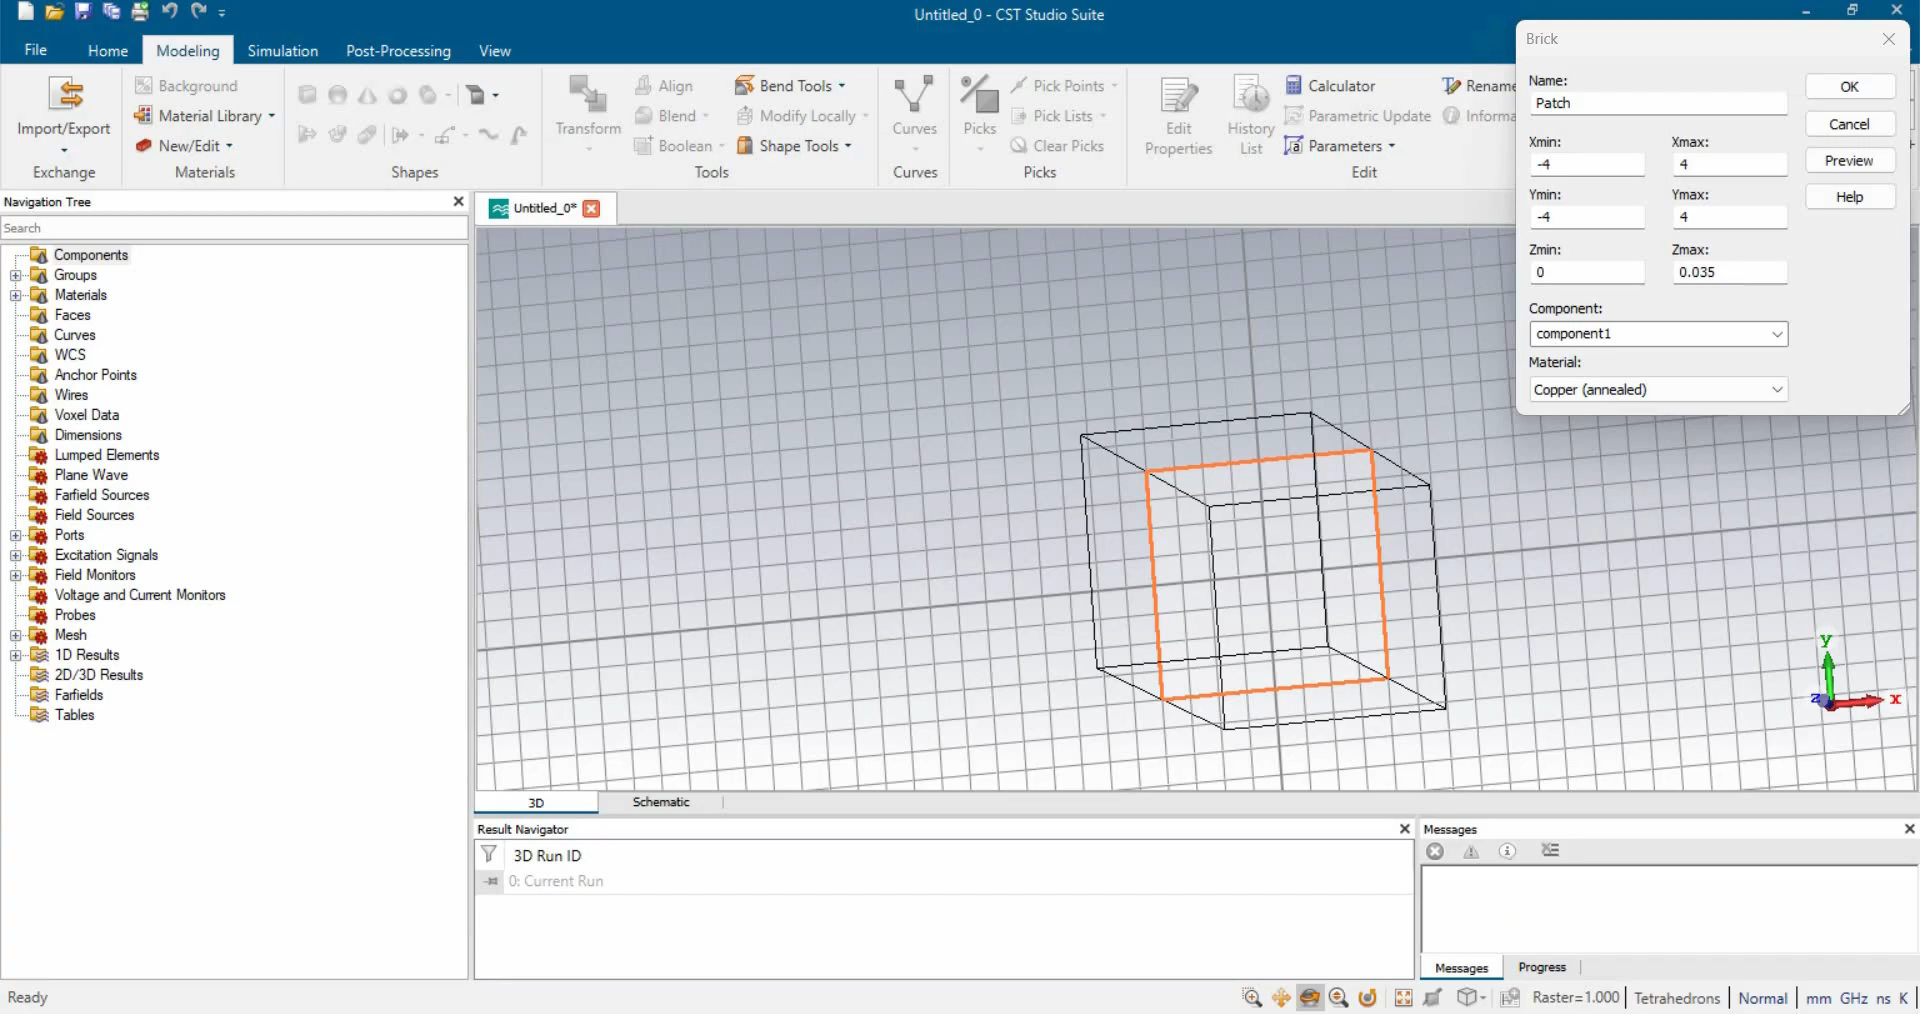 Untitled_0 - CST Studio Suite
File Home Modeling Simulation Post-Processing View
Import/Export
Exchange
Background
Material Library
New/Edit
Materials
Shapes
Transform
Align
Blend
Boolean
Bend Tools
Modify Locally
Shape Tools
Tools
Curves
Curves
Picks
Pick Points
Pick Lists
Clear Picks
Picks
Edit
Properties
History
List
Calculator
Parametric Update
Parameters
Edit
Brick
Name:
Patch
Xmin: Xmax:
-4 4
Ymin: Ymax:
-4 4
Zmin: Zmax:
0 0.035
Component:
component1
Material:
Copper (annealed)
OK
Cancel
Preview
Help
Navigation Tree
Search
Components
Groups
Materials
Faces
Curves
WCS
Anchor Points
Wires
Voxel Data
Dimensions
Lumped Elements
Plane Wave
Farfield Sources
Field Sources
Ports
Excitation Signals
Field Monitors
Voltage and Current Monitors
Probes
Mesh
1D Results
2D/3D Results
Farfields
Tables
Untitled_0*
y
z x
3D Schematic
Result Navigator
3D Run ID
0: Current Run
Messages
Messages Progress
Ready
Raster=1.000 Tetrahedrons Normal mm GHz ns K